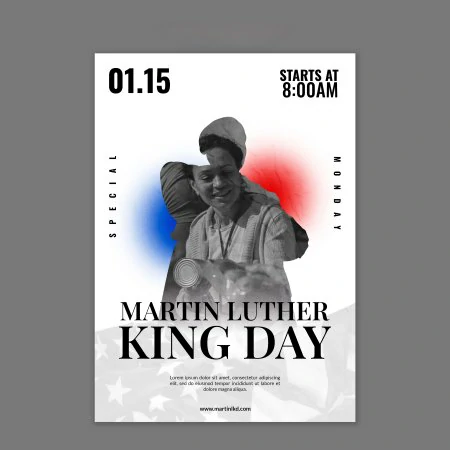 01.15
STARTS AT
8:00AM
SPECIAL
MONDAY
MARTIN LUTHER
KING DAY
Lorem ipsum dolor sit amet, consectetur adipiscing
elit, sed do eiusmod tempor incididunt ut labore et
dolore magna aliqua.
www.martinlkd.com